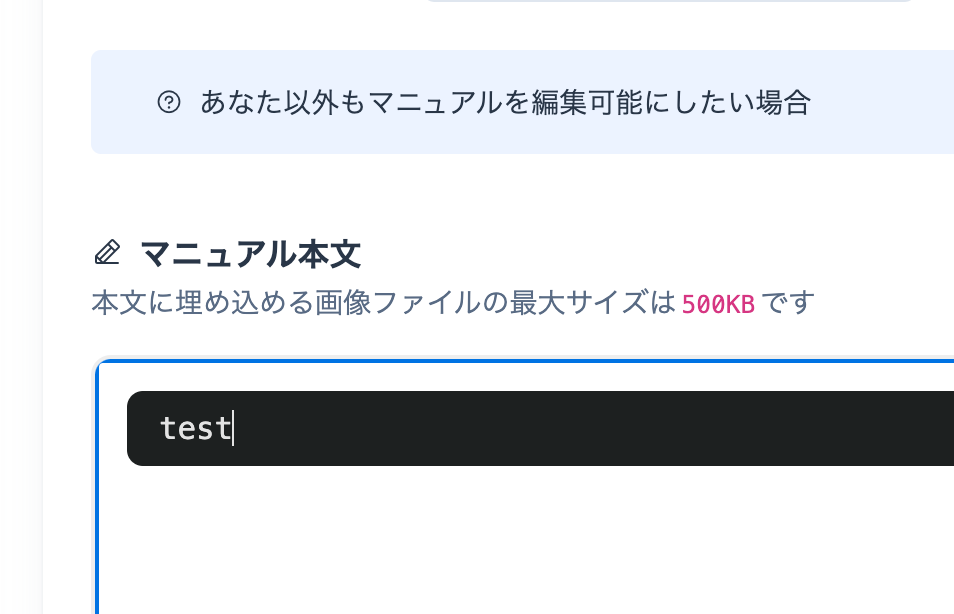 あなた以外もマニュアルを編集可能にしたい場合
マニュアル本文
本文に埋め込める画像ファイルの最大サイズは 500KB です
test